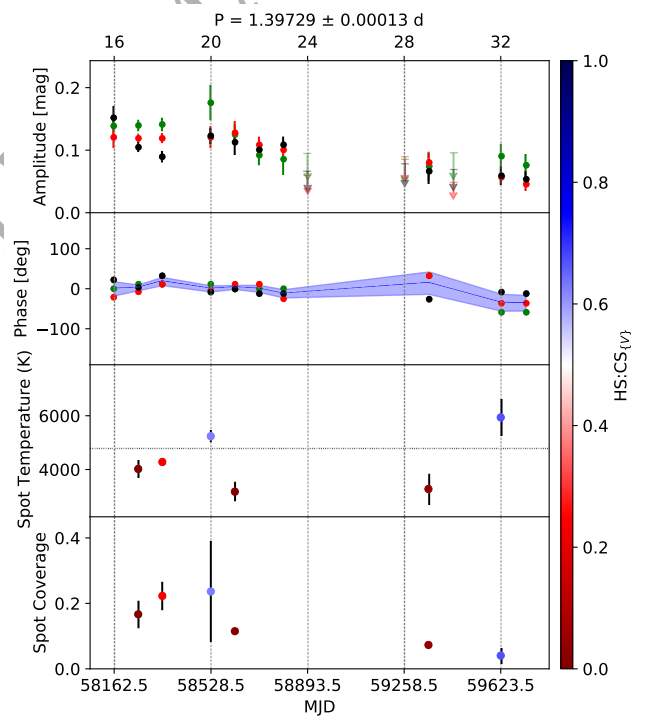 P = 1.39729 ± 0.00013 d
16 20 24 28 32
Amplitude [mag]
0.2
0.1
0.0
Phase [deg]
100
0
−100
Spot Temperature (K)
6000
4000
Spot Coverage
0.4
0.2
0.0
58162.5 58528.5 58893.5 59258.5 59623.5
MJD
1.0
0.8
0.6
0.4
0.2
0.0
HS:CS{V}